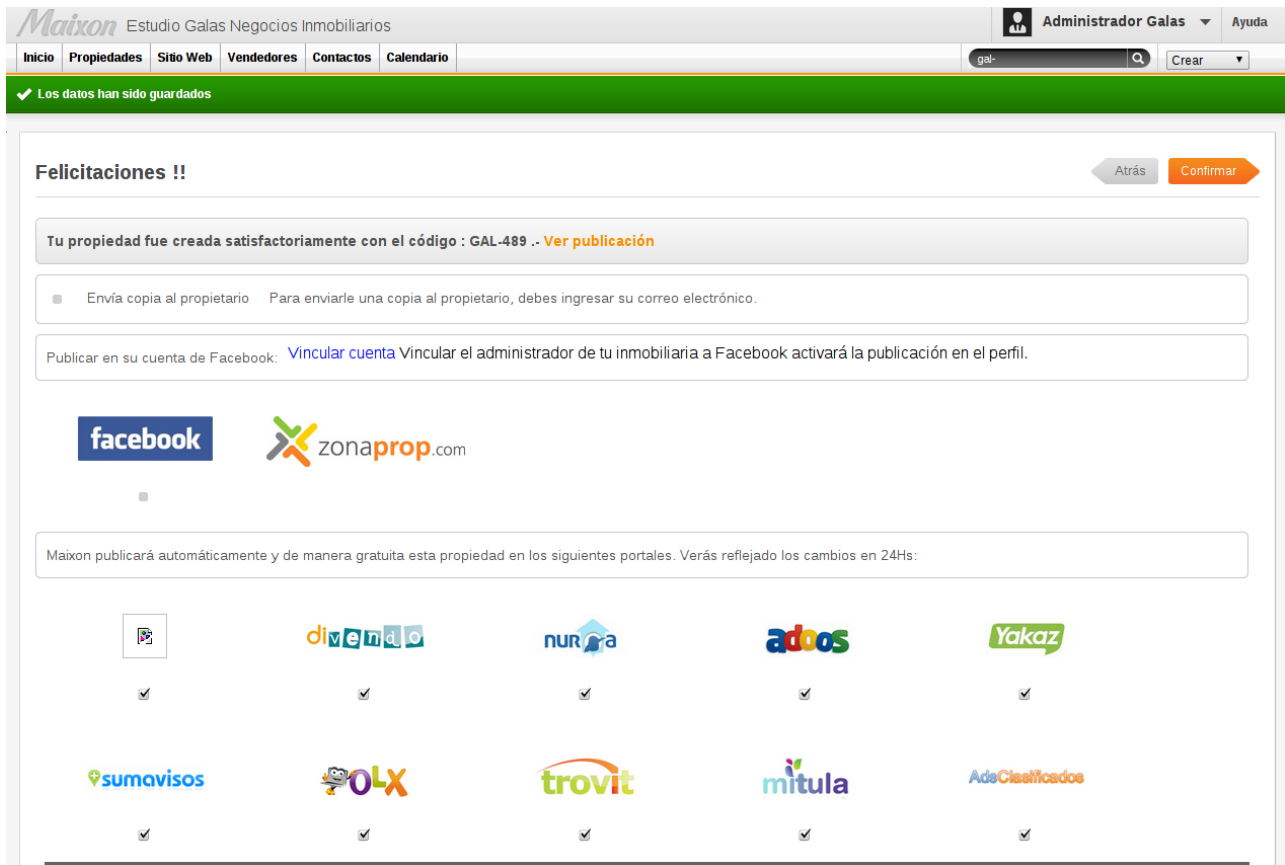 Maixon Estudio Galas Negocios Inmobiliarios
Administrador Galas Ayuda
Inicio Propiedades Sitio Web Vendedores Contactos Calendario
gal- Crear
Los datos han sido guardados
Felicitaciones !!
Atrás Confirmar
Tu propiedad fue creada satisfactoriamente con el código : GAL-489 .- Ver publicación
Envía copia al propietario Para enviarle una copia al propietario, debes ingresar su correo electrónico.
Publicar en su cuenta de Facebook: Vincular cuenta Vincular el administrador de tu inmobiliaria a Facebook activará la publicación en el perfil.
facebook zonaprop.com
Maixon publicará automáticamente y de manera gratuita esta propiedad en los siguientes portales. Verás reflejado los cambios en 24Hs:
divendo nuroa adoos Yakaz
sumavisos OLX trovit mitula AdsClasificados